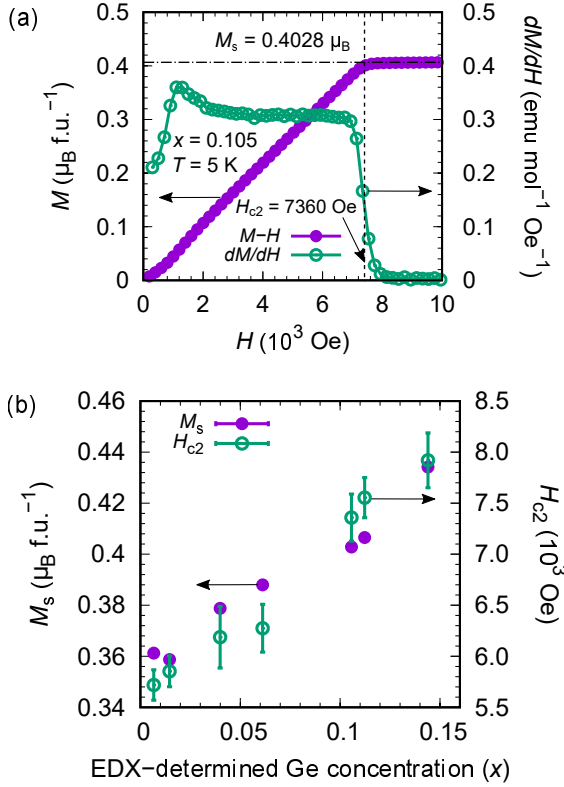 (a)
M_s = 0.4028 μ_B
x = 0.105
T = 5 K
H_c2 = 7360 Oe
M−H
dM/dH
0.5
0.4
0.3
0.2
0.1
0
0.5
0.4
0.3
0.2
0.1
0
0 2 4 6 8 10
M (μ_B f.u.⁻¹)
dM/dH (emu mol⁻¹ Oe⁻¹)
H (10³ Oe)
(b)
M_s
H_c2
0.46
0.44
0.42
0.40
0.38
0.36
0.34
8.5
8.0
7.5
7.0
6.5
6.0
5.5
0 0.05 0.10 0.15
M_s (μ_B f.u.⁻¹)
H_c2 (10³ Oe)
EDX−determined Ge concentration (x)